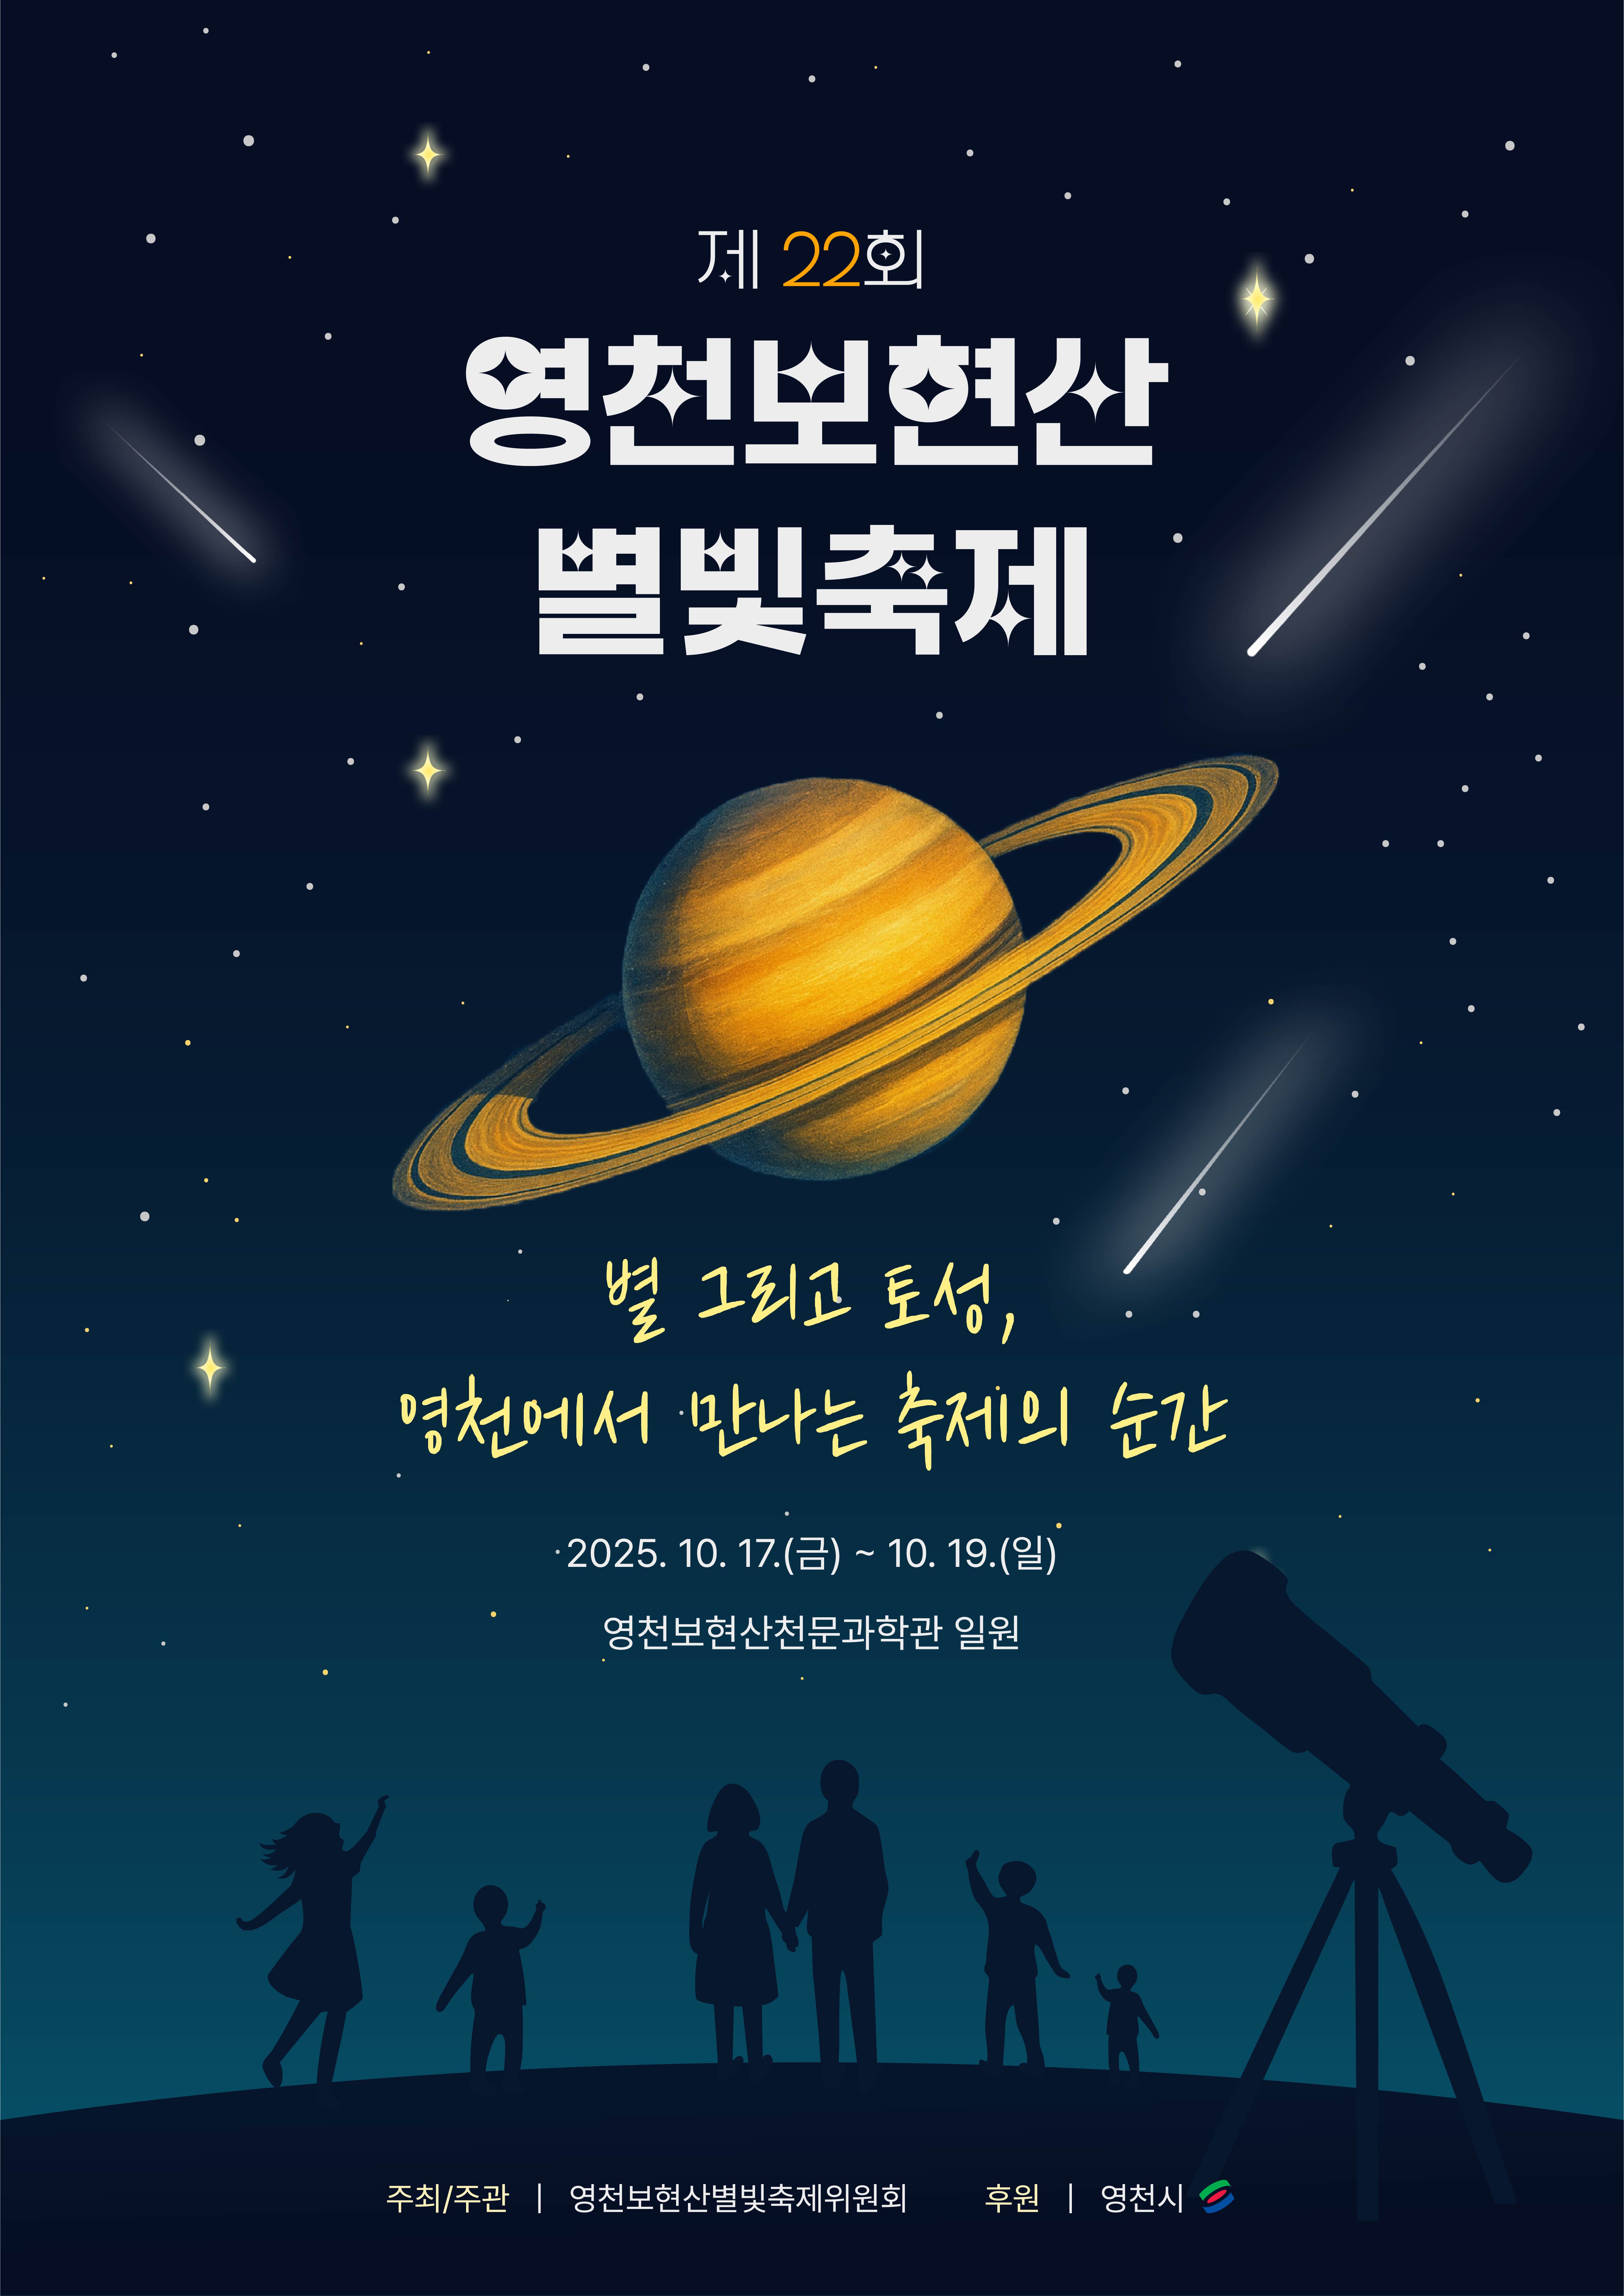 제 22회
영천보현산
별빛축제
별 그리고 토성,
영천에서 만나는 축제의 순간
2025. 10. 17.(금) ~ 10. 19.(일)
영천보현산천문과학관 일원
주최/주관 | 영천보현산별빛축제위원회 후원 | 영천시